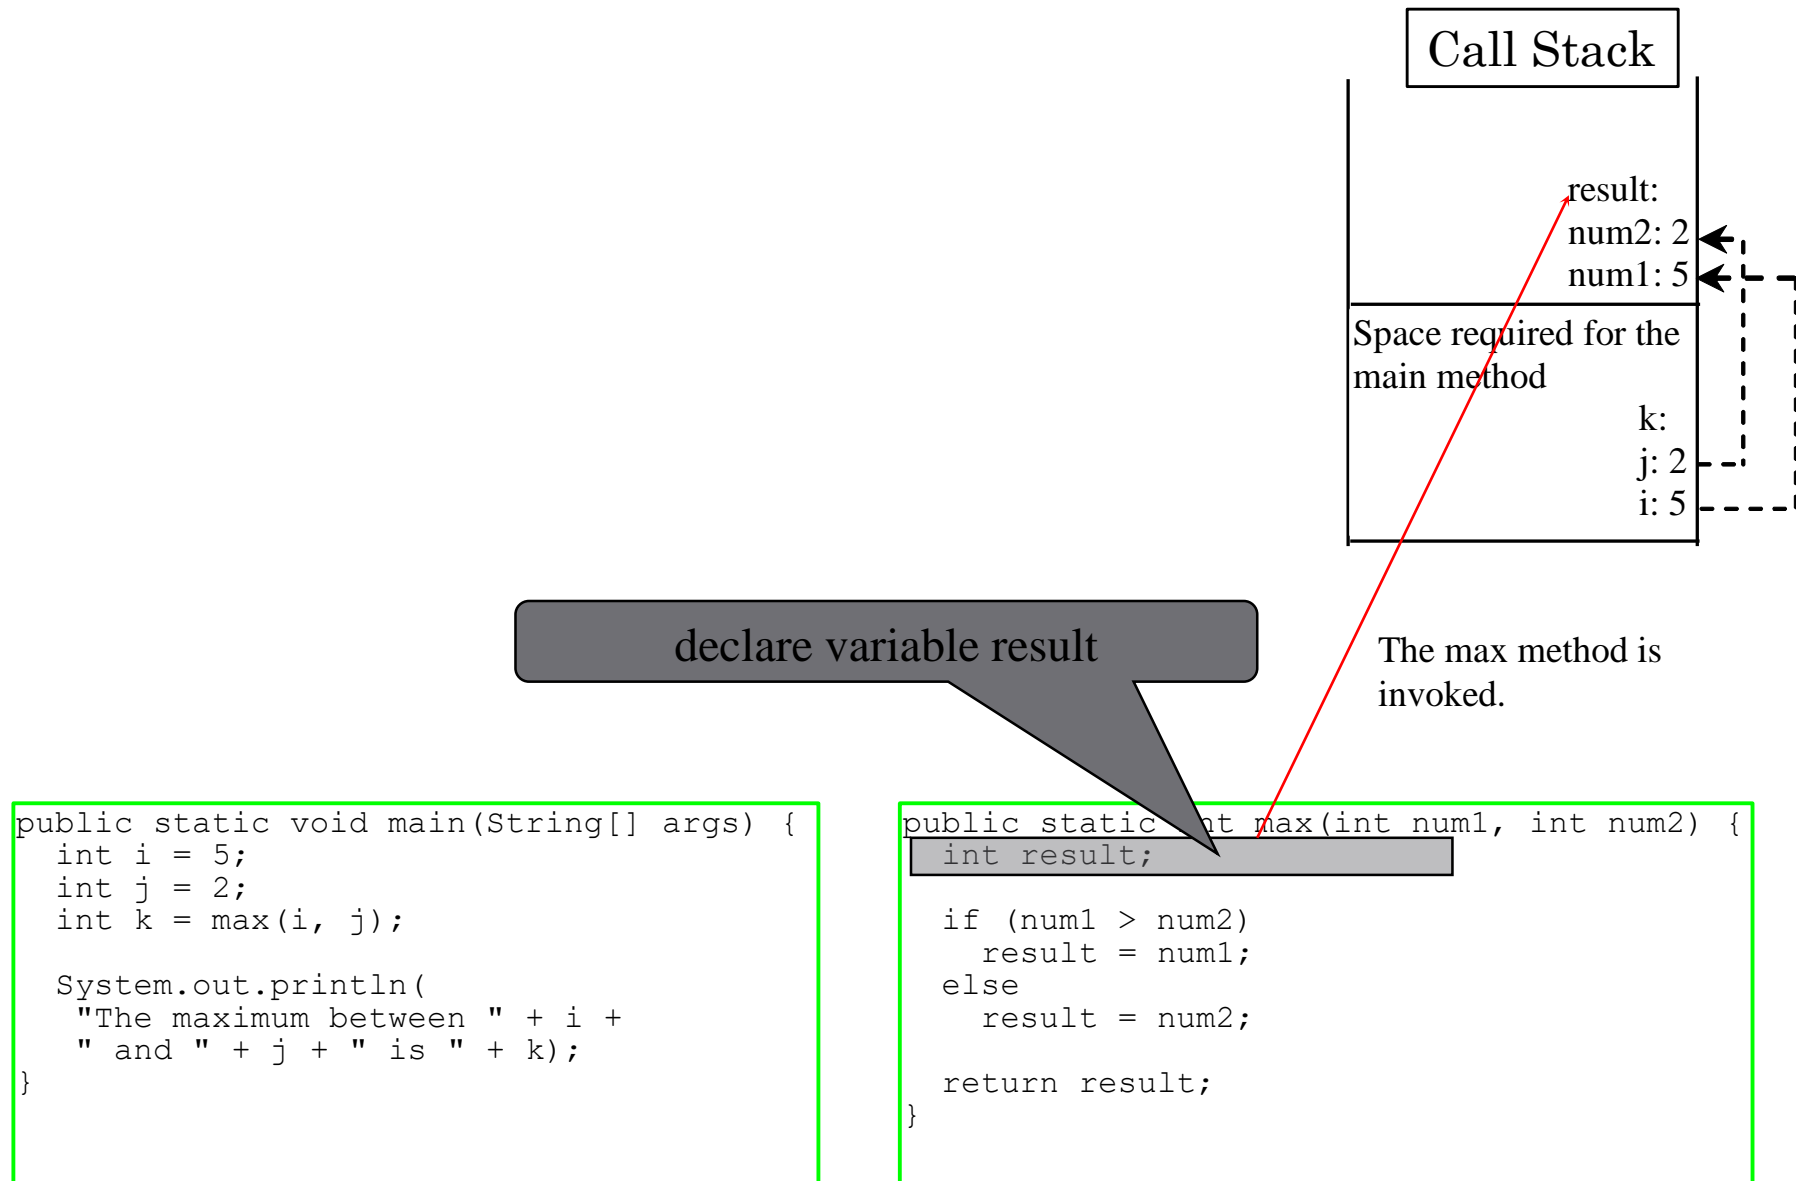 Call Stack
result:
num2: 2
num1: 5
Space required for the
main method
k:
j: 2
i: 5
declare variable result
The max method is
invoked.
public static void main(String[] args) {
  int i = 5;
  int j = 2;
  int k = max(i, j);

  System.out.println(
   "The maximum between " + i +
   " and " + j + " is " + k);
}
public static int max(int num1, int num2) {
  int result;

  if (num1 > num2)
    result = num1;
  else
    result = num2;

  return result;
}